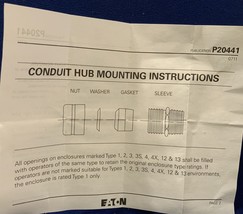 P20441
0711
CONDUIT HUB MOUNTING INSTRUCTIONS
NUT WASHER GASKET SLEEVE
All openings on enclosures marked Type 1, 2, 3, 3S, 4, 4X, 12 & 13 shall be filled
with operators of the same type to retain the original enclosure type ratings. If
operators are not marked suitable for Type 1, 2, 3, 3S, 4, 4X, 12 & 13 environments,
the enclosure is rated Type 1 only.
EATON